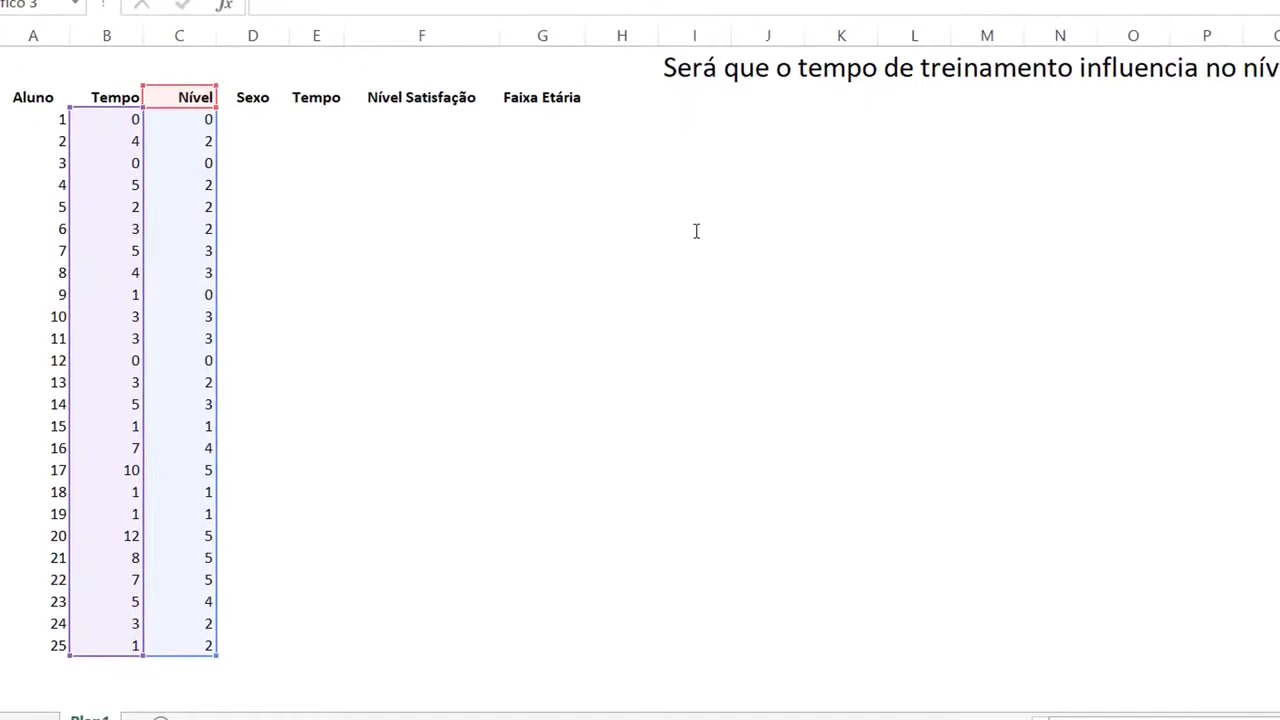 fx
A B C D E F G H I J K L M N O P
Será que o tempo de treinamento influencia no nív
Aluno Tempo Nível Sexo Tempo Nível Satisfação Faixa Etária
1 0 0
2 4 2
3 0 0
4 5 2
5 2 2
6 3 2
7 5 3
8 4 3
9 1 0
10 3 3
11 3 3
12 0 0
13 3 2
14 5 3
15 1 1
16 7 4
17 10 5
18 1 1
19 1 1
20 12 5
21 8 5
22 7 5
23 5 4
24 3 2
25 1 2
Plan1